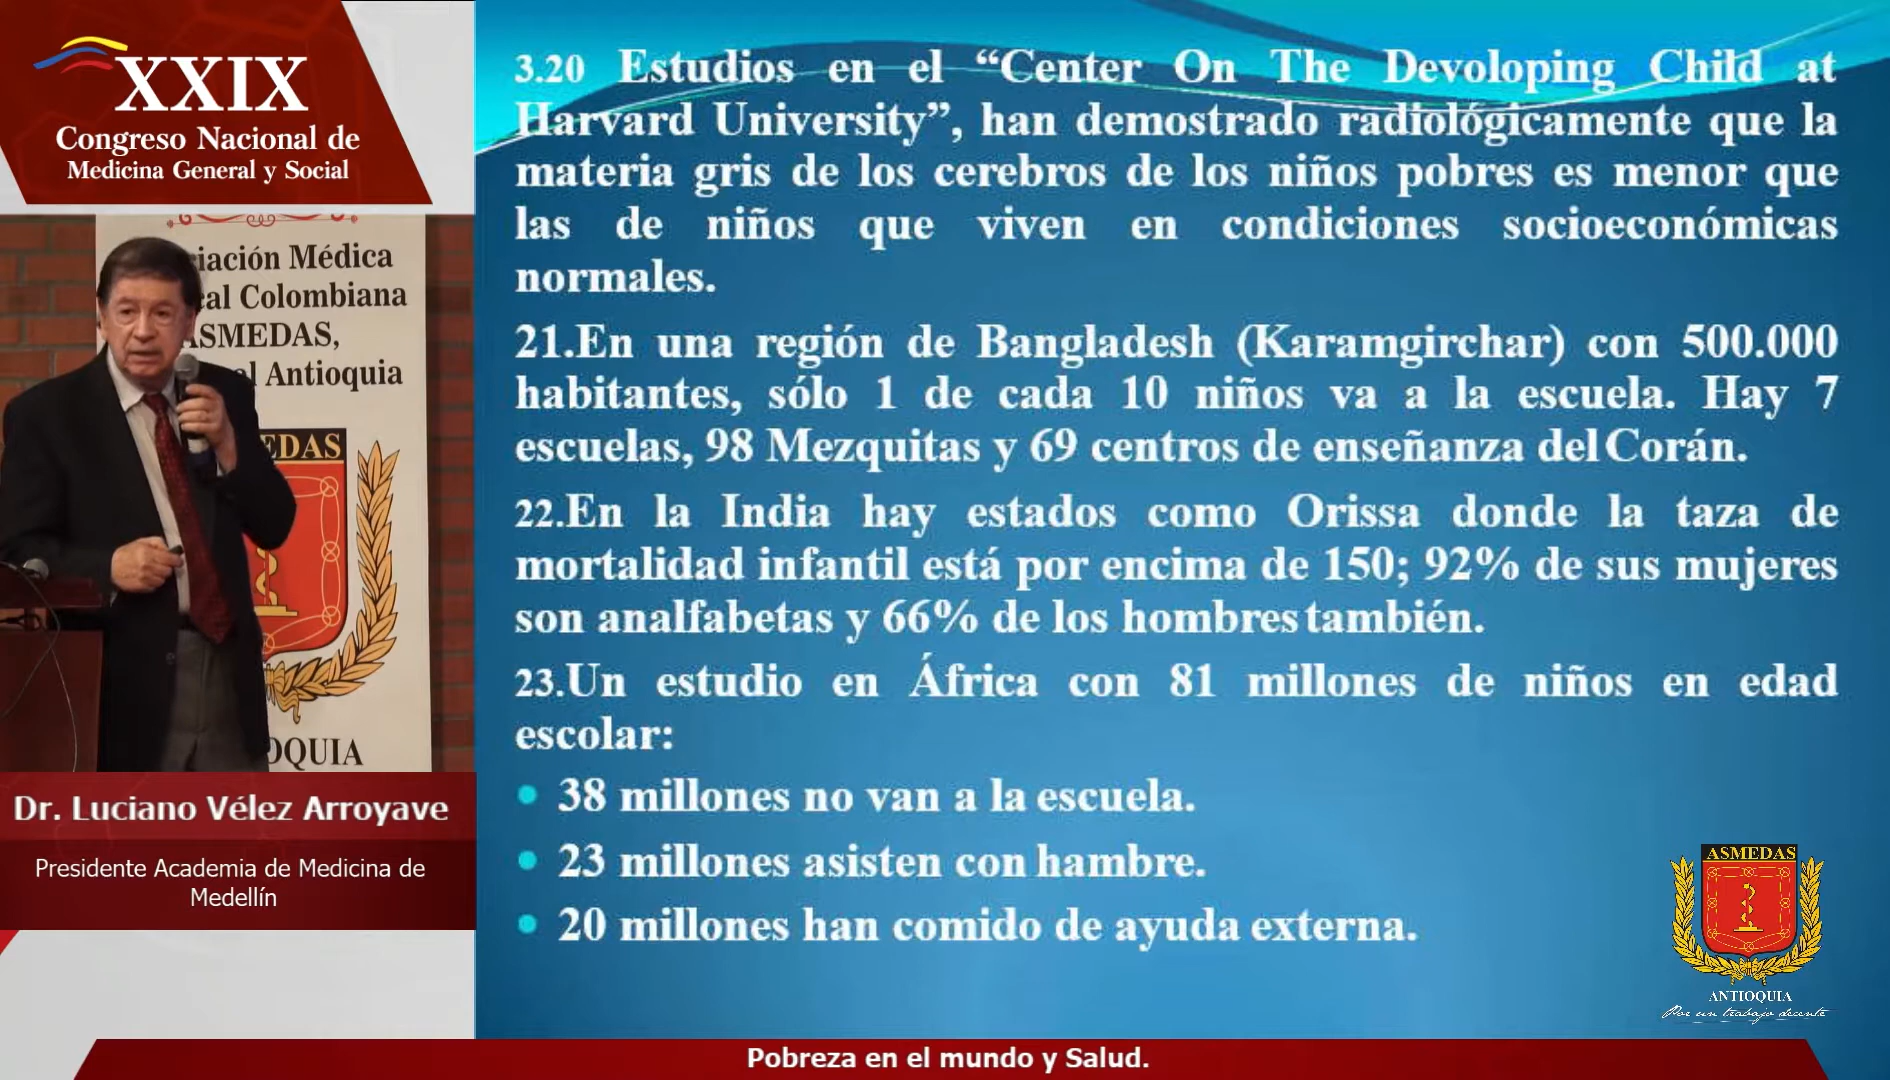 XXIX
Congreso Nacional de
Medicina General y Social
iación Médica
al Colombiana
ASMEDAS,
al Antioquia
EDAS
OQUIA
Dr. Luciano Vélez Arroyave
Presidente Academia de Medicina de
Medellín
3.20 Estudios en el “Center On The Devoloping Child at
Harvard University”, han demostrado radiológicamente que la
materia gris de los cerebros de los niños pobres es menor que
las de niños que viven en condiciones socioeconómicas
normales.
21.En una región de Bangladesh (Karamgirchar) con 500.000
habitantes, sólo 1 de cada 10 niños va a la escuela. Hay 7
escuelas, 98 Mezquitas y 69 centros de enseñanza del Corán.
22.En la India hay estados como Orissa donde la taza de
mortalidad infantil está por encima de 150; 92% de sus mujeres
son analfabetas y 66% de los hombres también.
23.Un estudio en África con 81 millones de niños en edad
escolar:
• 38 millones no van a la escuela.
• 23 millones asisten con hambre.
• 20 millones han comido de ayuda externa.
ASMEDAS
ANTIOQUIA
Por un trabajo decente
Pobreza en el mundo y Salud.